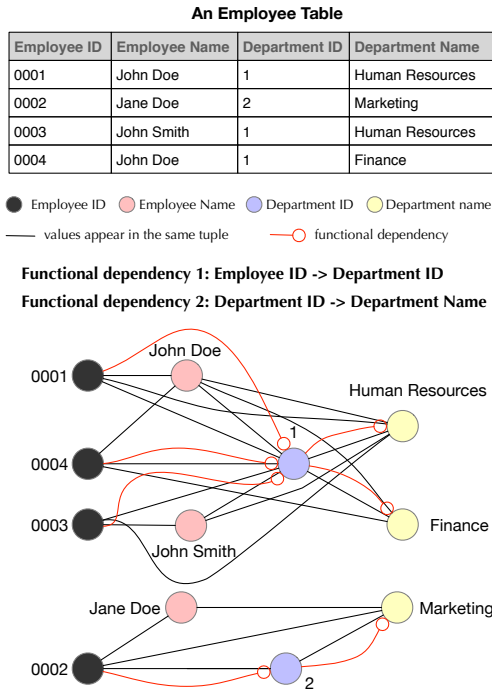 An Employee Table
Employee ID Employee Name Department ID Department Name
0001 John Doe 1 Human Resources
0002 Jane Doe 2 Marketing
0003 John Smith 1 Human Resources
0004 John Doe 1 Finance
Employee ID Employee Name Department ID Department name
values appear in the same tuple functional dependency
Functional dependency 1: Employee ID -> Department ID
Functional dependency 2: Department ID -> Department Name
John Doe
0001
Human Resources
1
0004
0003
Finance
John Smith
Jane Doe
Marketing
0002
2